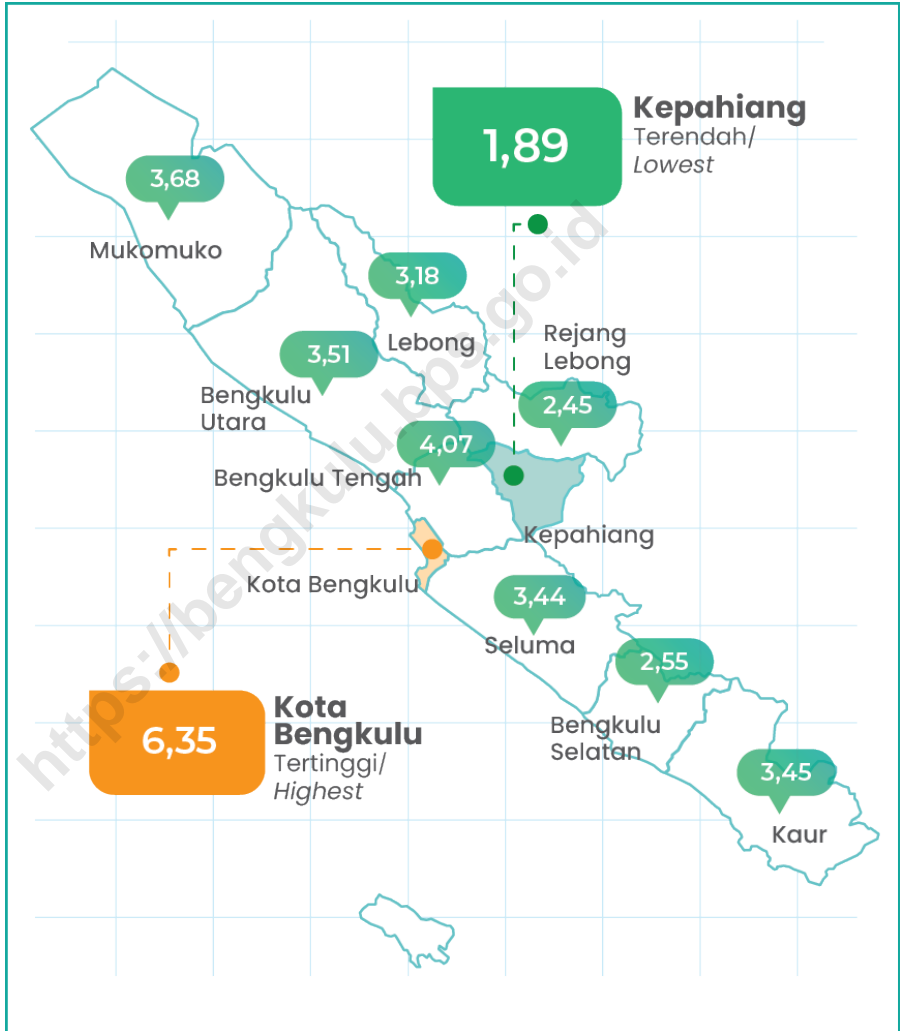 Kepahiang
Terendah/
Lowest
1,89
3,68
Mukomuko
3,18
Lebong
Rejang
Lebong
3,51
Bengkulu
Utara
2,45
4,07
Bengkulu Tengah
Kepahiang
Kota Bengkulu
3,44
Seluma
2,55
Bengkulu
Selatan
6,35
Kota
Bengkulu
Tertinggi/
Highest
3,45
Kaur
https://bengkulu.bps.go.id